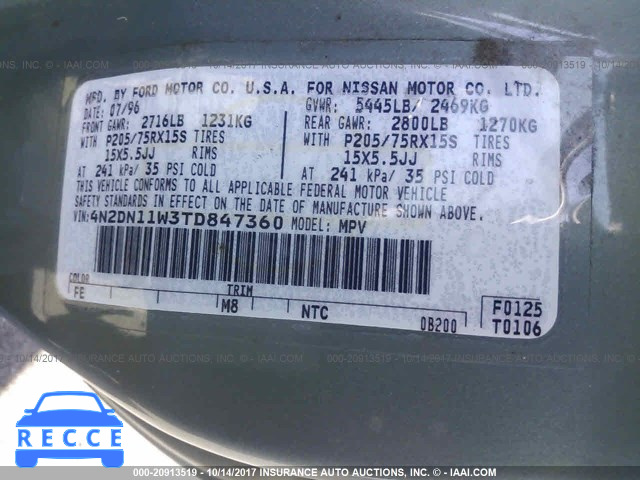 MFD. BY FORD MOTOR CO. U.S.A. FOR NISSAN MOTOR CO. LTD.
DATE: 07/96 GVWR: 5445LB/ 2469KG
FRONT GAWR: 2716LB 1231KG REAR GAWR: 2800LB 1270KG
WITH P205/75RX15S TIRES WITH P205/75RX15S TIRES
15X5.5JJ RIMS 15X5.5JJ RIMS
AT 241 kPa/ 35 PSI COLD AT 241 kPa/ 35 PSI COLD
THIS VEHICLE CONFORMS TO ALL APPLICABLE FEDERAL MOTOR VEHICLE
SAFETY STANDARDS IN EFFECT ON THE DATE OF MANUFACTURE SHOWN ABOVE.
VIN: 4N2DN11W3TD847360 MODEL: MPV
COLOR TRIM
FE M8 NTC 0B200 F0125
T0106
RECCE
000-20913519 - 10/14/2017 INSURANCE AUTO AUCTIONS CORP. © - IAAI.COM